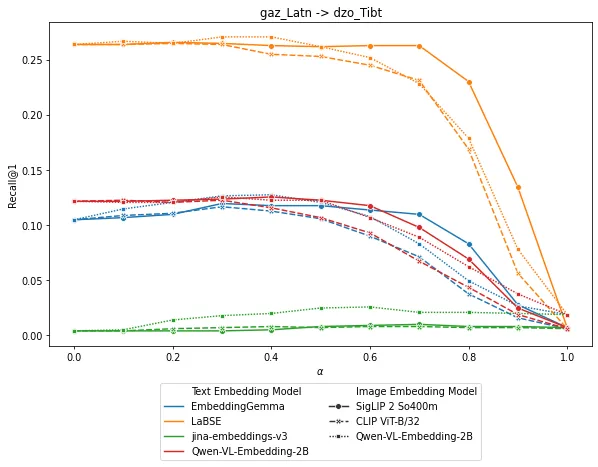 gaz_Latn -> dzo_Tibt
Recall@1
0.25
0.20
0.15
0.10
0.05
0.00
0.0 0.2 0.4 0.6 0.8 1.0
α
Text Embedding Model Image Embedding Model
EmbeddingGemma SigLIP 2 So400m
LaBSE CLIP ViT-B/32
jina-embeddings-v3 Qwen-VL-Embedding-2B
Qwen-VL-Embedding-2B